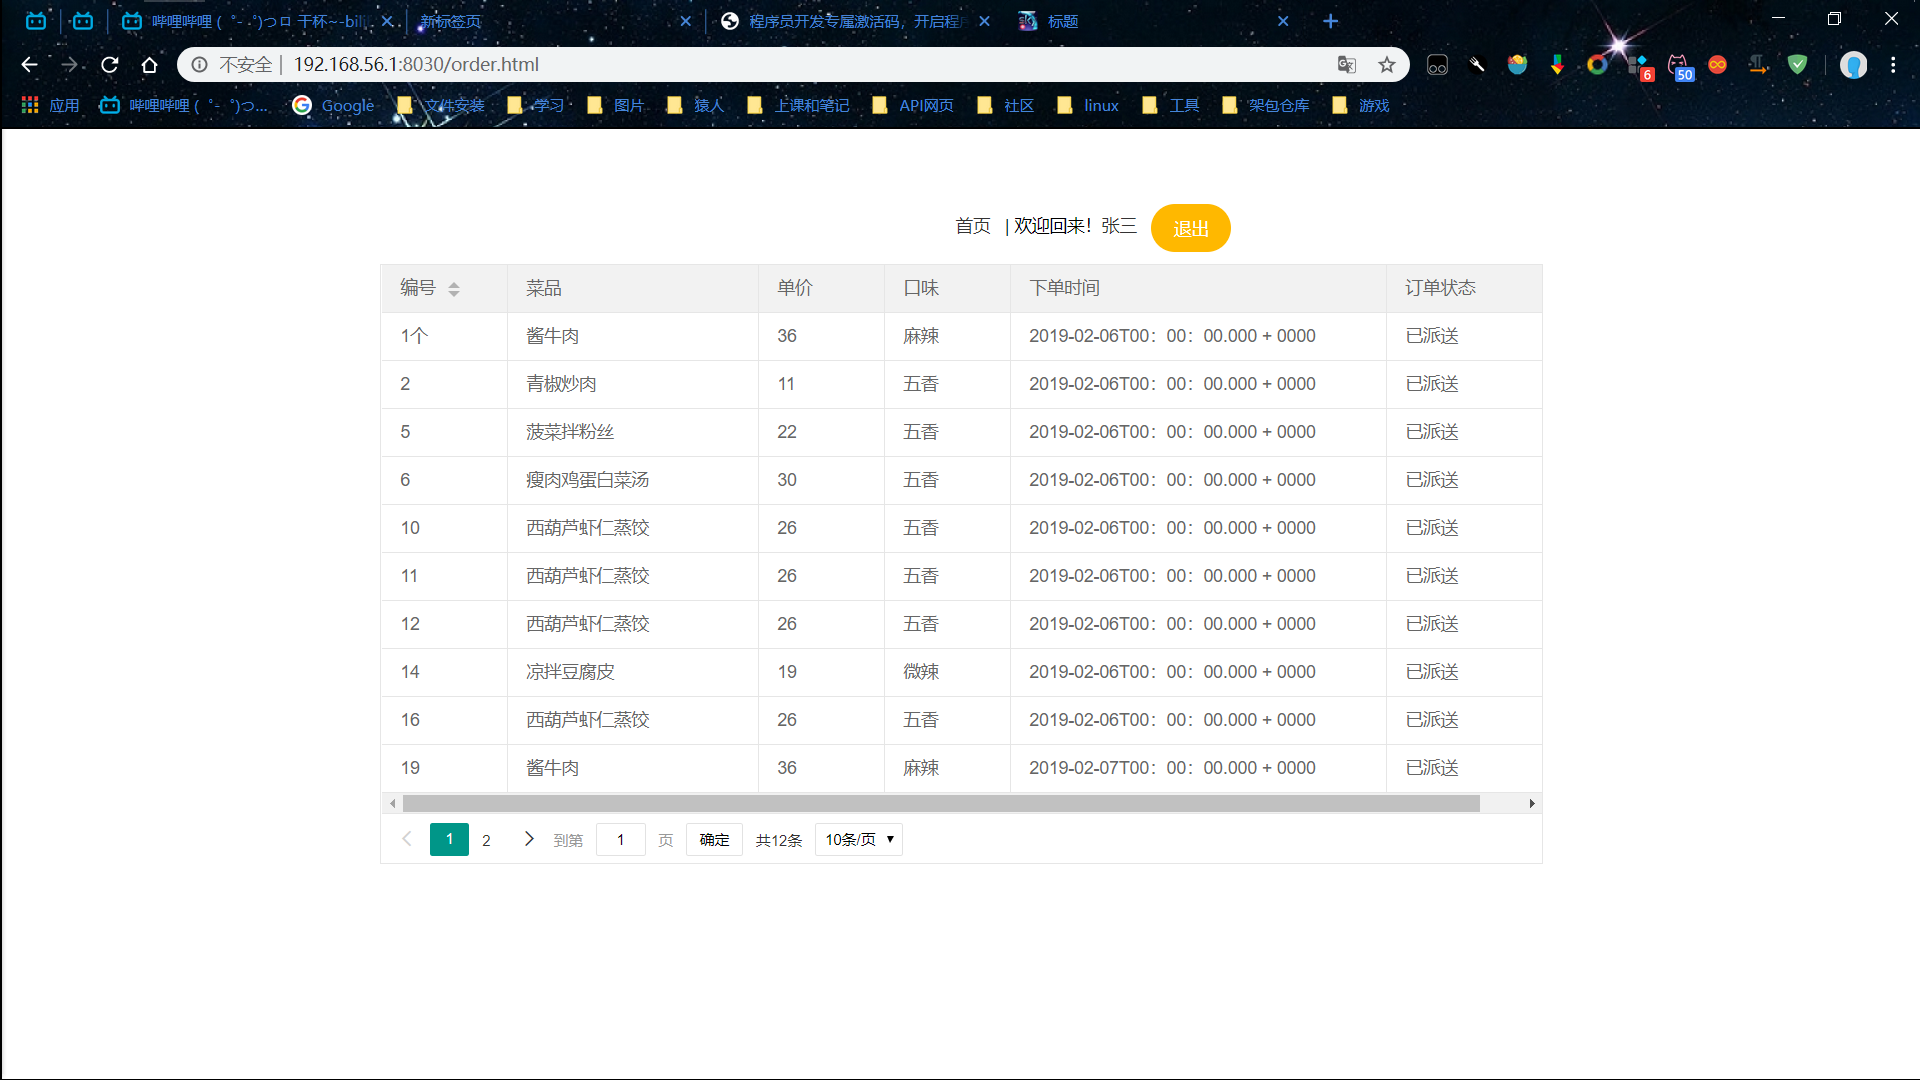 哔哩哔哩 ( ゜- ゜)つロ 干杯~-bili
新标签页
程序员开发专属激活码，开启程
标题
不安全 | 192.168.56.1:8030/order.html
6
50
应用 哔哩哔哩 ( ゜- ゜)つ... Google 文件安装 学习 图片 猿人 上课和笔记 API网页 社区 linux 工具 架包仓库 游戏
首页 | 欢迎回来！张三 退出
编号 菜品 单价 口味 下单时间 订单状态
1个 酱牛肉 36 麻辣 2019-02-06T00：00：00.000 + 0000 已派送
2 青椒炒肉 11 五香 2019-02-06T00：00：00.000 + 0000 已派送
5 菠菜拌粉丝 22 五香 2019-02-06T00：00：00.000 + 0000 已派送
6 瘦肉鸡蛋白菜汤 30 五香 2019-02-06T00：00：00.000 + 0000 已派送
10 西葫芦虾仁蒸饺 26 五香 2019-02-06T00：00：00.000 + 0000 已派送
11 西葫芦虾仁蒸饺 26 五香 2019-02-06T00：00：00.000 + 0000 已派送
12 西葫芦虾仁蒸饺 26 五香 2019-02-06T00：00：00.000 + 0000 已派送
14 凉拌豆腐皮 19 微辣 2019-02-06T00：00：00.000 + 0000 已派送
16 西葫芦虾仁蒸饺 26 五香 2019-02-06T00：00：00.000 + 0000 已派送
19 酱牛肉 36 麻辣 2019-02-07T00：00：00.000 + 0000 已派送
1 2 到第 1 页 确定 共12条 10条/页